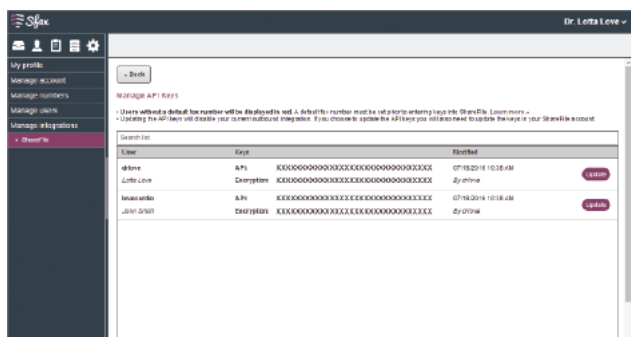 Sfax
Dr. Lotta Love
My profile
Manage account
Manage numbers
Manage users
Manage integrations
ShareFile
Back
Manage API Keys
• Users without a default fax number will be displayed in red. A default fax number must be set prior to entering keys into ShareFile. Learn more
• Updating the API keys will disable your current outbound integration. If you choose to update the API keys you will also need to update the keys in your ShareFile account.
Search list
User Keys Modified
drlove API: 07/18/2016 10:38 AM
Lotta Love Encryption: By drlove
Update
API: 07/18/2016 10:38 AM
John Smith Encryption: By drlove
Update